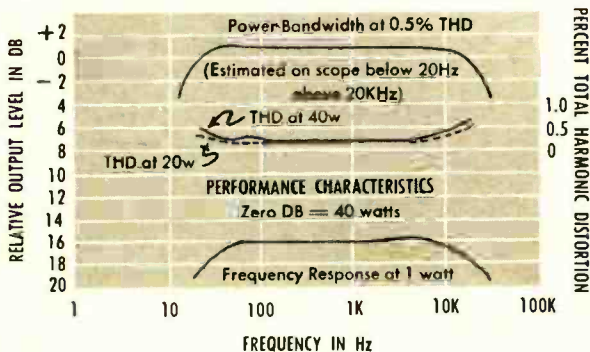 Power Bandwidth at 0.5% THD
(Estimated on scope below 20Hz
above 20KHz)
THD at 40w
THD at 20w
PERFORMANCE CHARACTERISTICS
Zero DB = 40 watts
Frequency Response at 1 watt
RELATIVE OUTPUT LEVEL IN DB
+2
0
–
4
6
8
10
12
14
16
18
20
PERCENT TOTAL HARMONIC DISTORTION
1.0
0.5
0
1 10 100 1K 10K 100K
FREQUENCY IN Hz